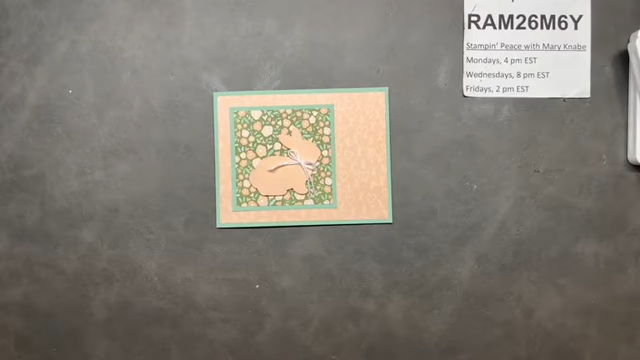 RAM26M6Y
Stampin' Peace with Mary Knabe
Mondays, 4 pm EST
Wednesdays, 8 pm EST
Fridays, 2 pm EST